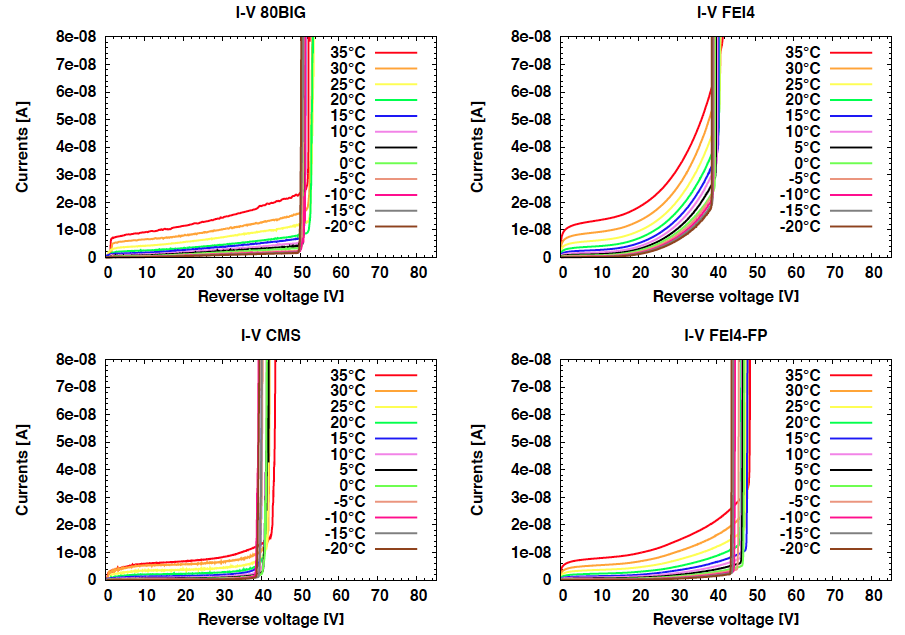 I-V 80BIG
8e-08
7e-08
6e-08
5e-08
4e-08
3e-08
2e-08
1e-08
0
Currents [A]
35°C
30°C
25°C
20°C
15°C
10°C
5°C
0°C
-5°C
-10°C
-15°C
-20°C
0 10 20 30 40 50 60 70 80
Reverse voltage [V]
I-V FEI4
8e-08
7e-08
6e-08
5e-08
4e-08
3e-08
2e-08
1e-08
0
Currents [A]
35°C
30°C
25°C
20°C
15°C
10°C
5°C
0°C
-5°C
-10°C
-15°C
-20°C
0 10 20 30 40 50 60 70 80
Reverse voltage [V]
I-V CMS
8e-08
7e-08
6e-08
5e-08
4e-08
3e-08
2e-08
1e-08
0
Currents [A]
35°C
30°C
25°C
20°C
15°C
10°C
5°C
0°C
-5°C
-10°C
-15°C
-20°C
0 10 20 30 40 50 60 70 80
Reverse voltage [V]
I-V FEI4-FP
8e-08
7e-08
6e-08
5e-08
4e-08
3e-08
2e-08
1e-08
0
Currents [A]
35°C
30°C
25°C
20°C
15°C
10°C
5°C
0°C
-5°C
-10°C
-15°C
-20°C
0 10 20 30 40 50 60 70 80
Reverse voltage [V]